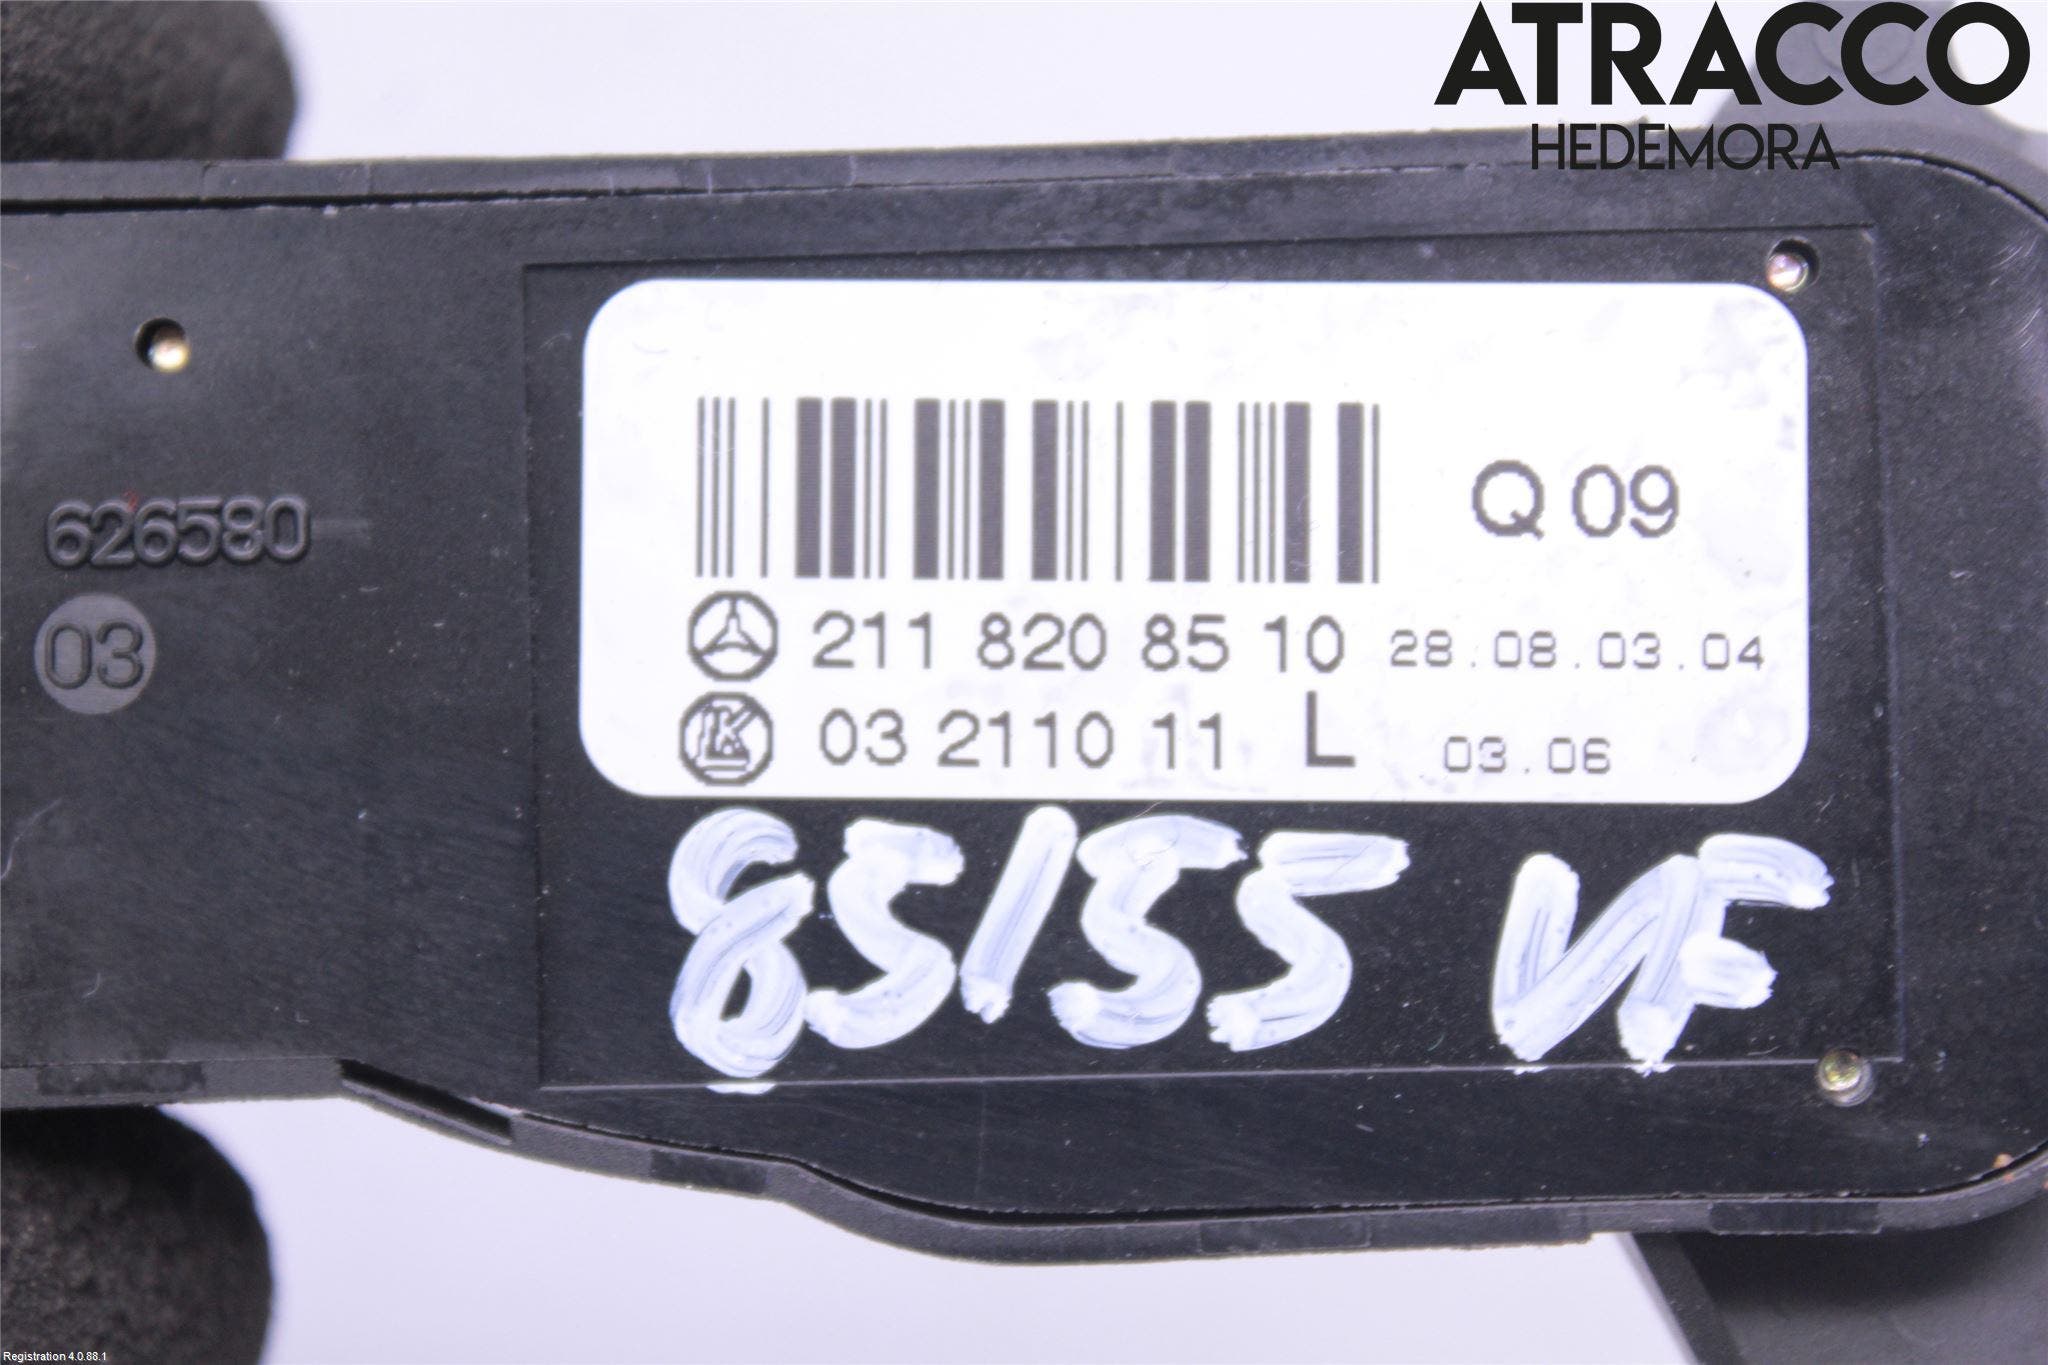 ATRACCO
HEDEMORA
626580
03
Q 09
211 820 85 10 28.08.03.04
03 2110 11 L 03.06
85155 VF
Registration 4.0.88.1